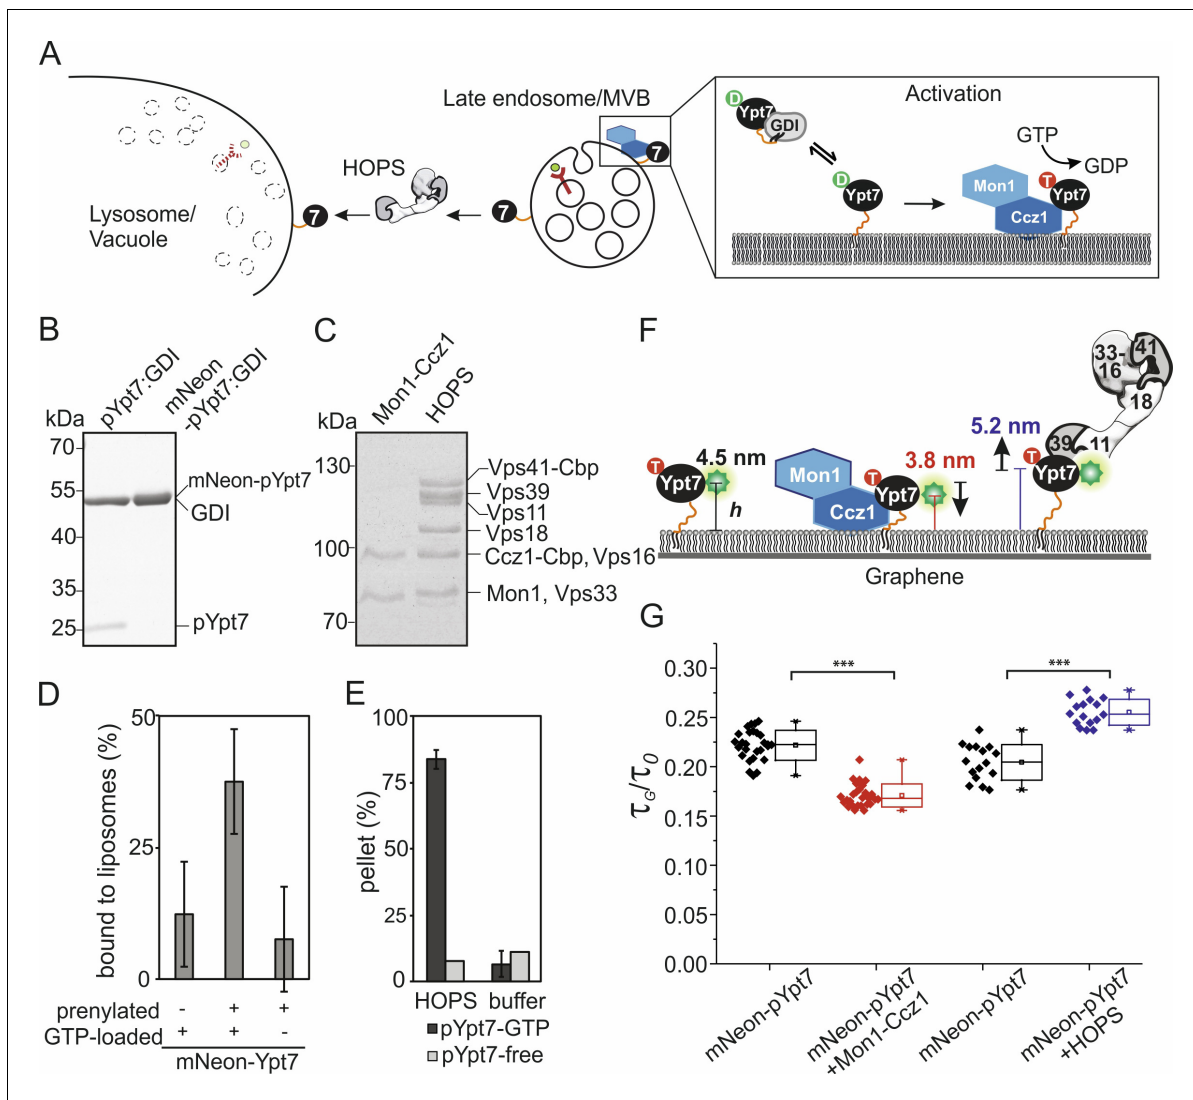 A
Late endosome/MVB
HOPS
Lysosome/
Vacuole
7
7
7
Activation
D
Ypt7
GDI
D
Ypt7
GTP
GDP
T
Mon1
Ypt7
Ccz1
B
pYpt7:GDI
mNeon
-pYpt7:GDI
kDa
70
55
40
35
25
mNeon-pYpt7
GDI
pYpt7
C
Mon1-Ccz1
HOPS
kDa
130
100
70
Vps41-Cbp
Vps39
Vps11
Vps18
Ccz1-Cbp, Vps16
Mon1, Vps33
F
33-
16
41
18
39
11
5.2 nm
T
Ypt7
4.5 nm
T
Ypt7
h
Mon1
Ccz1
T
Ypt7
3.8 nm
Graphene
D
bound to liposomes (%)
50
25
0
prenylated - + +
GTP-loaded + + -
mNeon-Ypt7
E
pellet (%)
100
75
50
25
0
HOPS buffer
pYpt7-GTP
pYpt7-free
G
τG/τ0
0.30
0.25
0.20
0.15
0.10
0.05
0.00
***
***
mNeon-pYpt7
mNeon-pYpt7
+Mon1-Ccz1
mNeon-pYpt7
mNeon-pYpt7
+HOPS